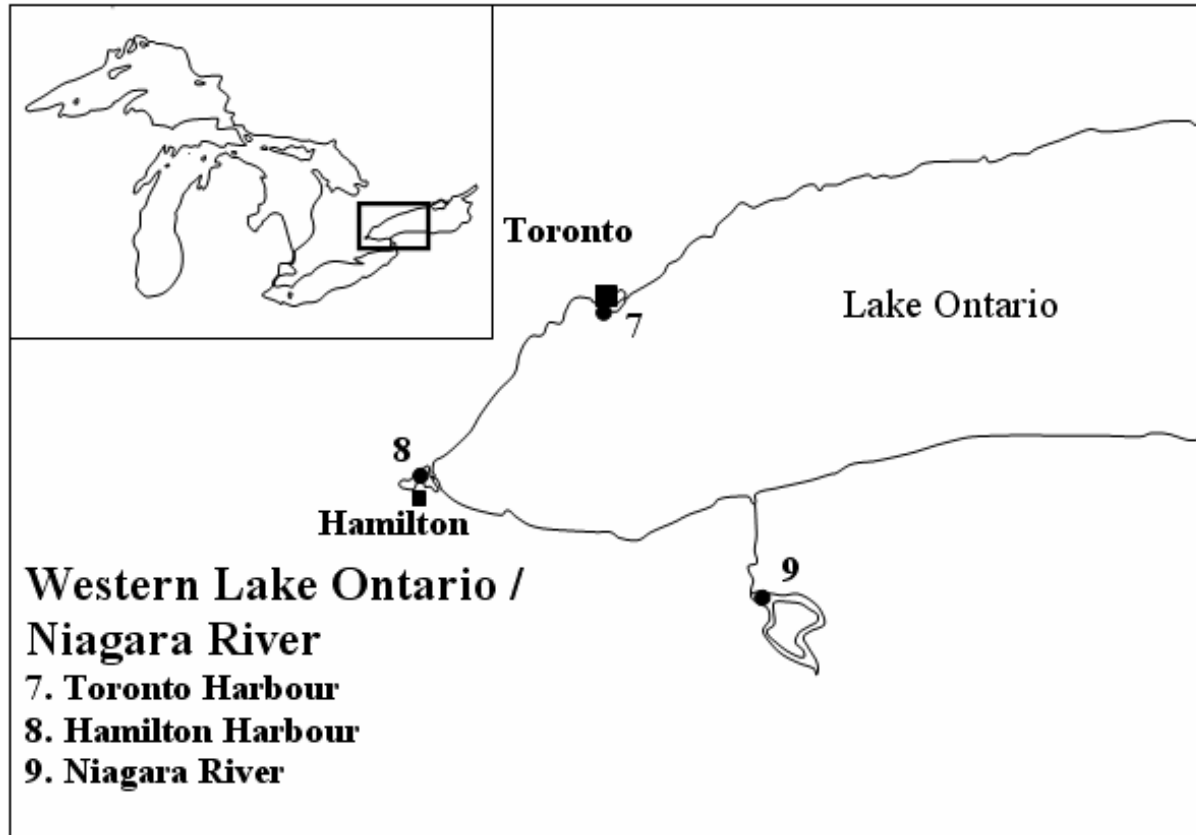 Toronto
7
Lake Ontario
8
Hamilton
9
Western Lake Ontario /
Niagara River
7. Toronto Harbour
8. Hamilton Harbour
9. Niagara River